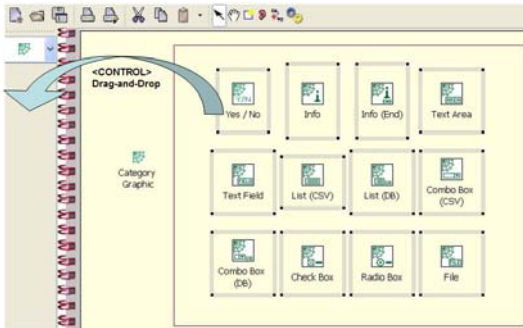 <CONTROL>
Drag-and-Drop
Yes / No
Info
Info (End)
Text Area
Category
Graphic
Text Field
List (CSV)
List (DB)
Combo Box
(CSV)
Combo Box
(DB)
Check Box
Radio Box
File